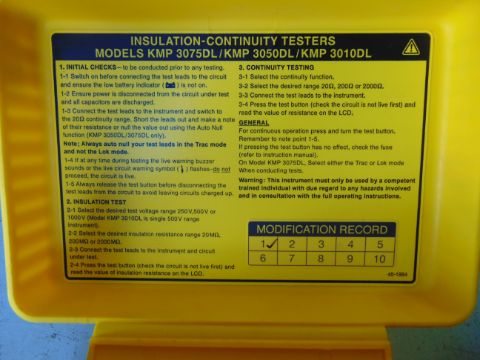 INSULATION-CONTINUITY TESTERS
MODELS KMP 3075DL/KMP 3050DL/KMP 3010DL
1. INITIAL CHECKS—to be conducted prior to any testing.
1-1 Switch on before connecting the test leads to the circuit
and ensure the low battery indicator ( ) is not on.
1-2 Ensure power is disconnected from the circuit under test
and all capacitors are discharged.
1-3 Connect the test leads to the instrument and switch to
the 20Ω continuity range. Short the leads out and make a note
of their resistance or null the value out using the Auto Null
function (KMP 3050DL/3075DL only).
Note: Always auto null your test leads in the Trac mode
and not the Lok mode.
1-4 If at any time during testing the live warning buzzer
sounds or the live circuit warning symbol ( ) flashes-do not
proceed, the circuit is live.
1-5 Always release the test button before disconnecting the
test leads from the circuit to avoid leaving circuits charged up.
2. INSULATION TEST
2-1 Select the desired test voltage range 250V,500V or
1000V (Model KMP 3010DL is single 500V range
instrument).
2-2 Select the desired insulation resistance range 20MΩ,
200MΩ or 2000MΩ.
2-3 Connect the test leads to the instrument and circuit
under test.
2-4 Press the test button (check the circuit is not live first) and
read the value of insulation resistance on the LCD.
3. CONTINUITY TESTING
3-1 Select the continuity function.
3-2 Select the desired range 20Ω, 200Ω or 2000Ω.
3-3 Connect the test leads to the instrument.
3-4 Press the test button (check the circuit is not live first) and
read the value of resistance on the LCD.
GENERAL
For continuous operation press and turn the test button.
Remember to note point 1-5.
If pressing the test button has no effect, check the fuse
(refer to instruction manual).
On Model KMP 3075DL, Select either the Trac or Lok mode
When conducting tests.
Warning: This instrument must only be used by a competent
trained individual with due regard to any hazards involved
and in consultation with the full operating instructions.
MODIFICATION RECORD
1 2 3 4 5
6 7 8 9 10